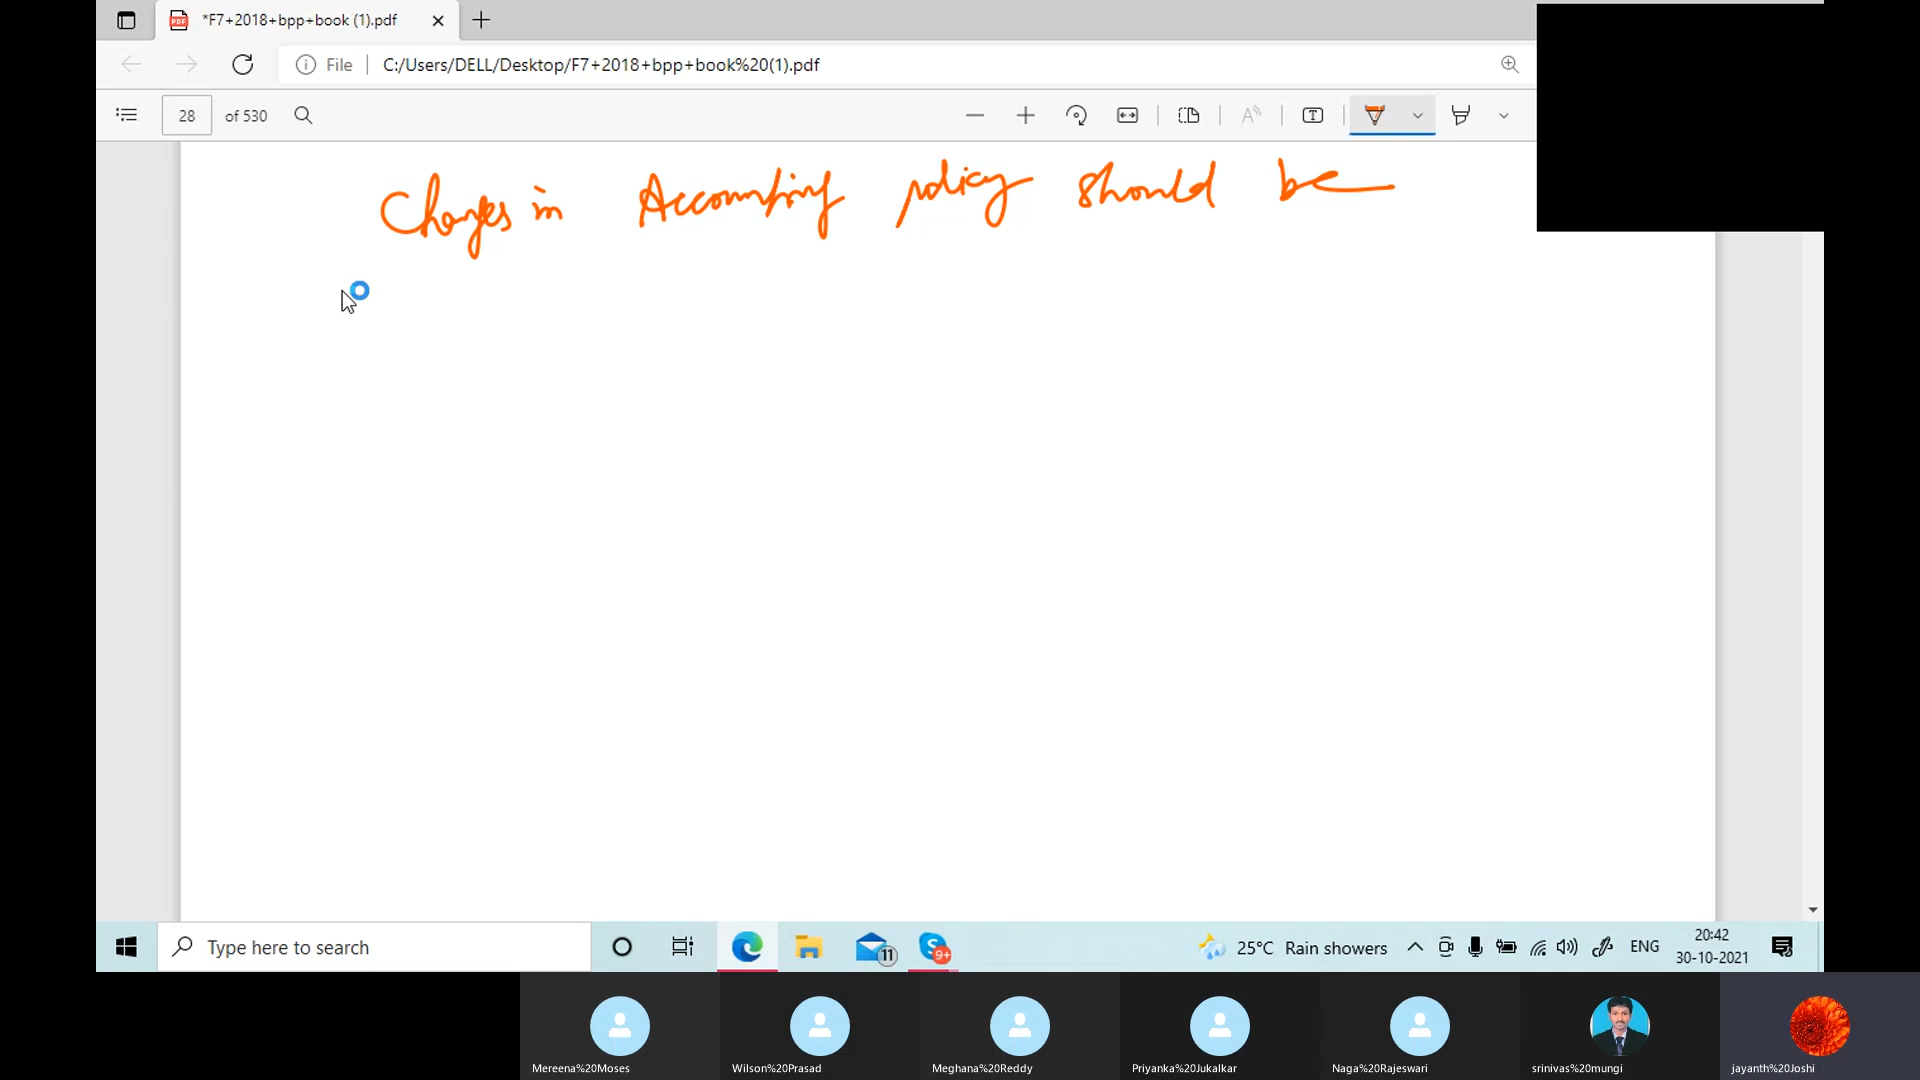 *F7+2018+bpp+book (1).pdf
File C:/Users/DELL/Desktop/F7+2018+bpp+book%20(1).pdf
28 of 530
Changes in Accounting policy should be
Type here to search
11
9+
25°C Rain showers
ENG
20:42
30-10-2021
Mereena%20Moses
Wilson%20Prasad
Meghana%20Reddy
Priyanka%20Jukalkar
Naga%20Rajeswari
srinivas%20mungi
jayanth%20Joshi